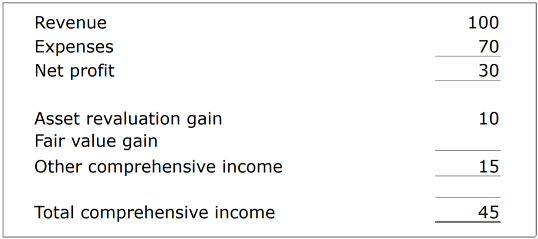 Revenue 100
Expenses 70
Net profit 30
Asset revaluation gain 10
Fair value gain
Other comprehensive income 15
Total comprehensive income 45